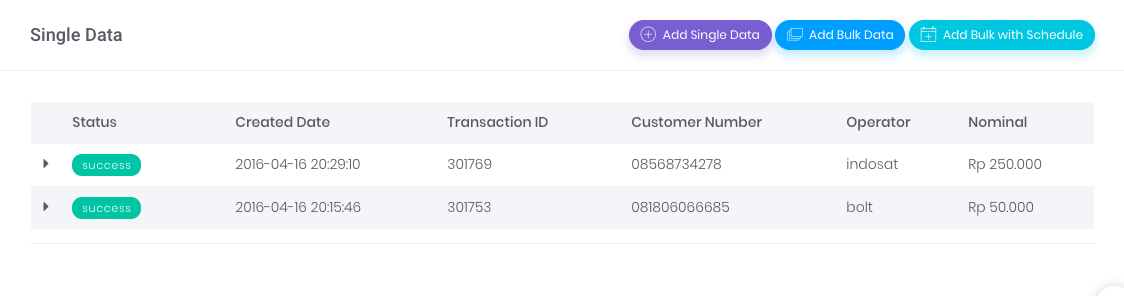 Single Data
Add Single Data Add Bulk Data Add Bulk with Schedule
Status Created Date Transaction ID Customer Number Operator Nominal
success 2016-04-16 20:29:10 301769 08568734278 indosat Rp 250.000
success 2016-04-16 20:15:46 301753 081806066685 bolt Rp 50.000